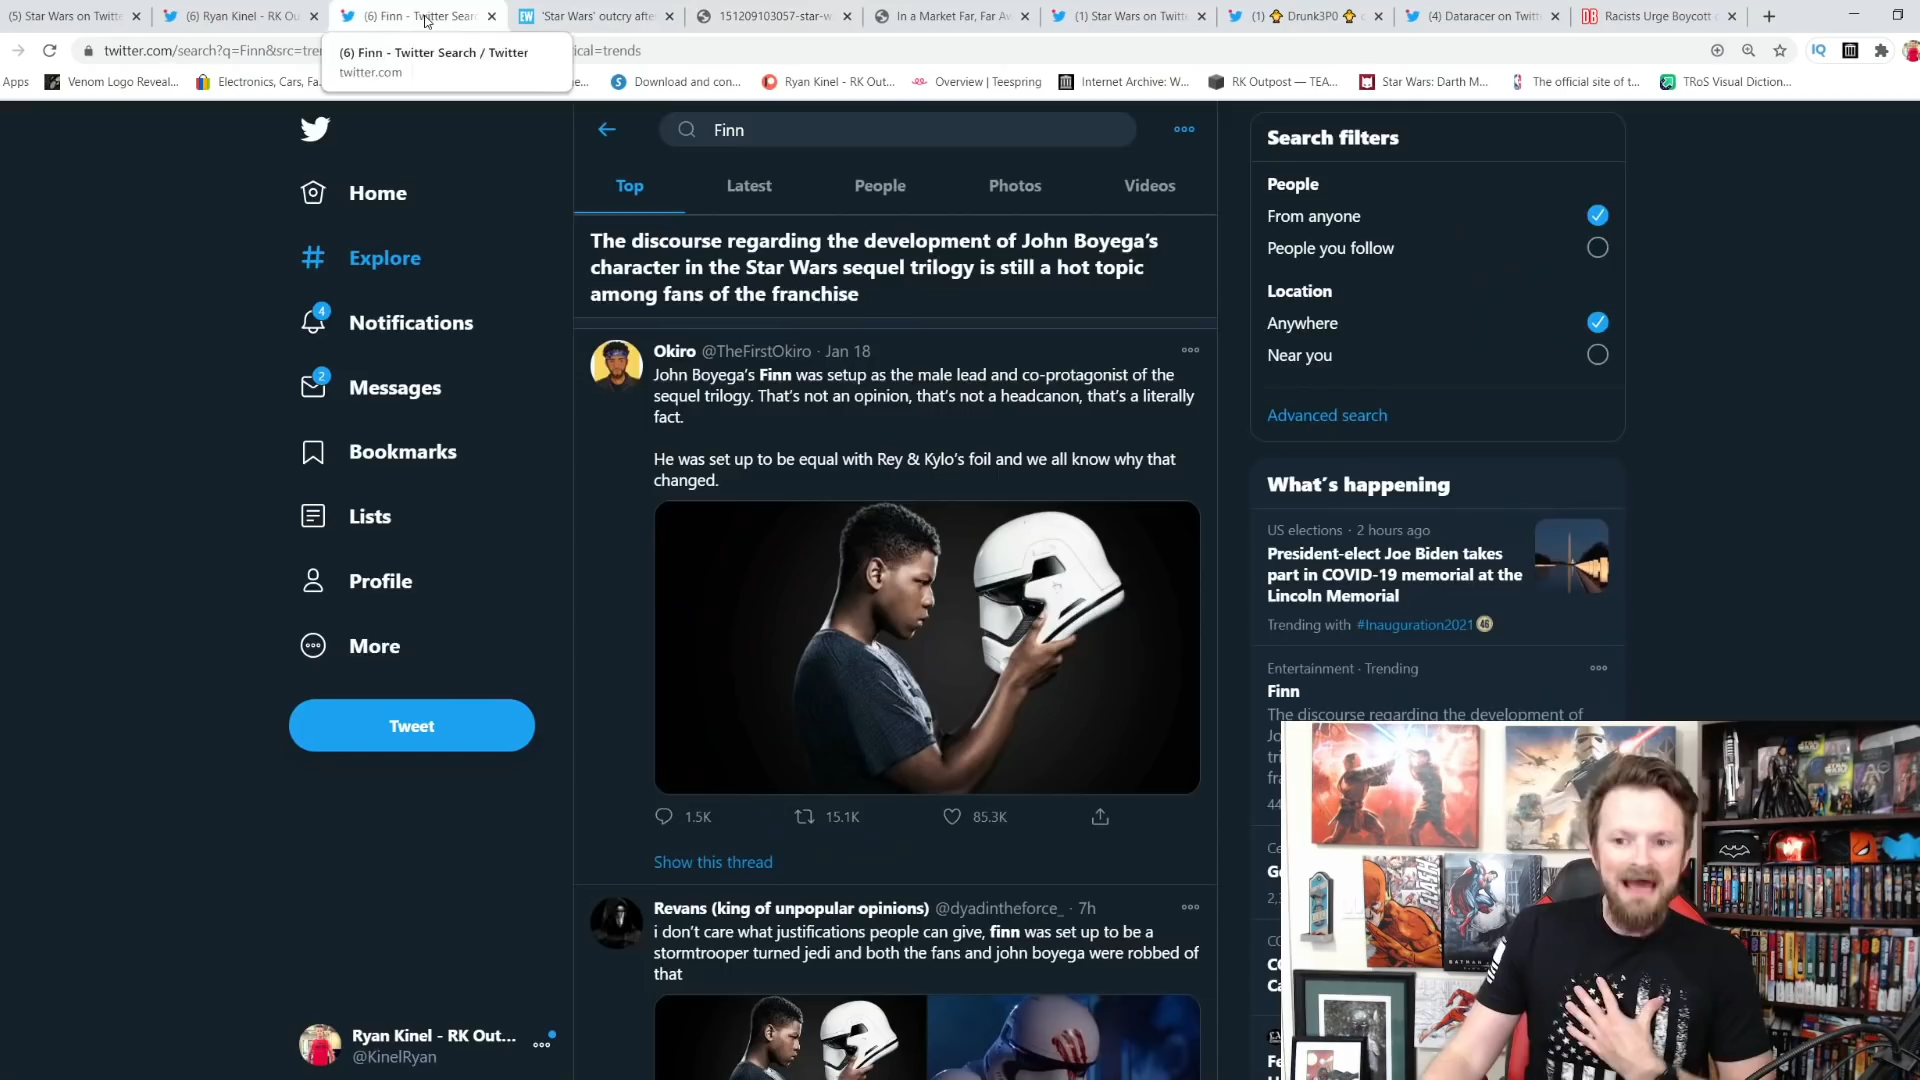 (5) Star Wars on Twitter:
(6) Ryan Kinel - RK Ou
(6) Finn - Twitter Sear
'Star Wars' outcry afte
151209103057-star-w
In a Market Far, Far Aw
(1) Star Wars on Twitt
(1) Drunk3P0
(4) Dataracer on Twitt
Racists Urge Boycott
twitter.com/search?q=Finn&src=tre
ical=trends
(6) Finn - Twitter Search / Twitter
twitter.com
Apps
Venom Logo Reveal...
Electronics, Cars, Fa
e...
Download and con...
Ryan Kinel - RK Out...
Overview | Teespring
Internet Archive: W...
RK Outpost — TEA...
Star Wars: Darth M...
The official site of t...
TRoS Visual Diction...
Home
Explore
4
Notifications
2
Messages
Bookmarks
Lists
Profile
More
Tweet
Ryan Kinel - RK Out...
@KinelRyan
Finn
Top
Latest
People
Photos
Videos
The discourse regarding the development of John Boyega's
character in the Star Wars sequel trilogy is still a hot topic
among fans of the franchise
Okiro @TheFirstOkiro · Jan 18
John Boyega's Finn was setup as the male lead and co-protagonist of the
sequel trilogy. That's not an opinion, that's not a headcanon, that's a literally
fact.
He was set up to be equal with Rey & Kylo's foil and we all know why that
changed.
1.5K
15.1K
85.3K
Show this thread
Revans (king of unpopular opinions) @dyadintheforce_ · 7h
i don't care what justifications people can give, finn was set up to be a
stormtrooper turned jedi and both the fans and john boyega were robbed of
that
Search filters
People
From anyone
People you follow
Location
Anywhere
Near you
Advanced search
What's happening
US elections · 2 hours ago
President-elect Joe Biden takes
part in COVID-19 memorial at the
Lincoln Memorial
Trending with #Inauguration2021
Entertainment · Trending
Finn
The discourse regarding the development of